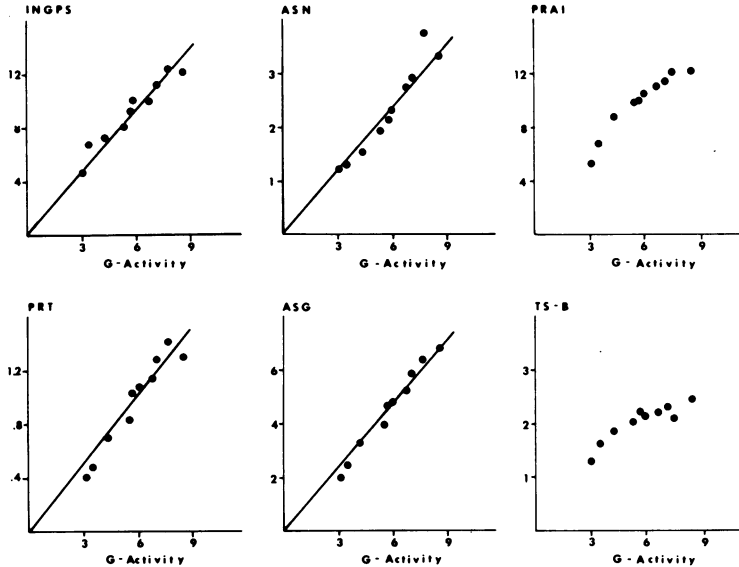 INGPS
12
8
4
3 6 9
G-Activity
ASN
3
2
1
3 6 9
G-Activity
PRAI
12
8
4
3 6 9
G-Activity
PRT
1.2
.8
.4
3 6 9
G-Activity
ASG
6
4
2
3 6 9
G-Activity
TS-B
3
2
1
3 6 9
G-Activity